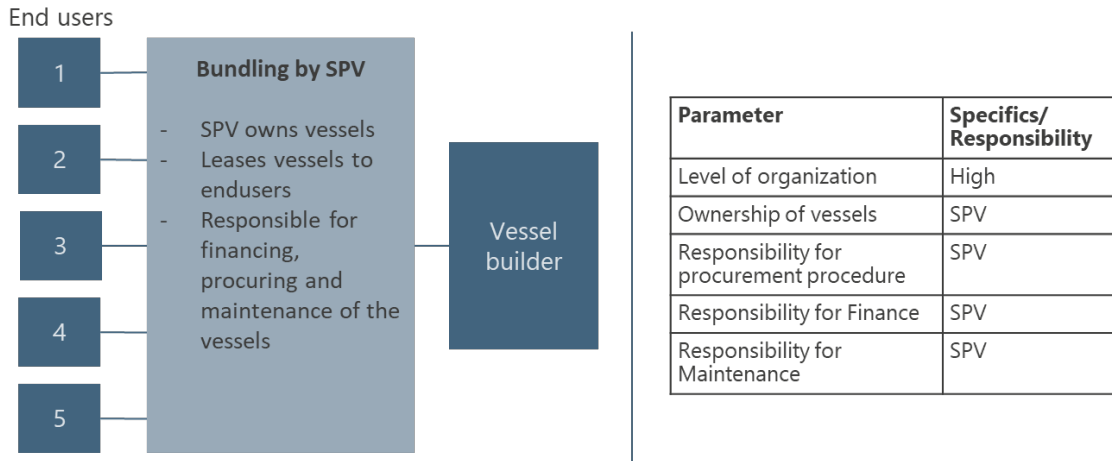 End users
1
2
3
4
5
Bundling by SPV
- SPV owns vessels
- Leases vessels to
endusers
- Responsible for
financing,
procuring and
maintenance of the
vessels
Vessel
builder
Parameter
Specifics/
Responsibility
Level of organization
High
Ownership of vessels
SPV
Responsibility for
procurement procedure
SPV
Responsibility for Finance
SPV
Responsibility for
Maintenance
SPV